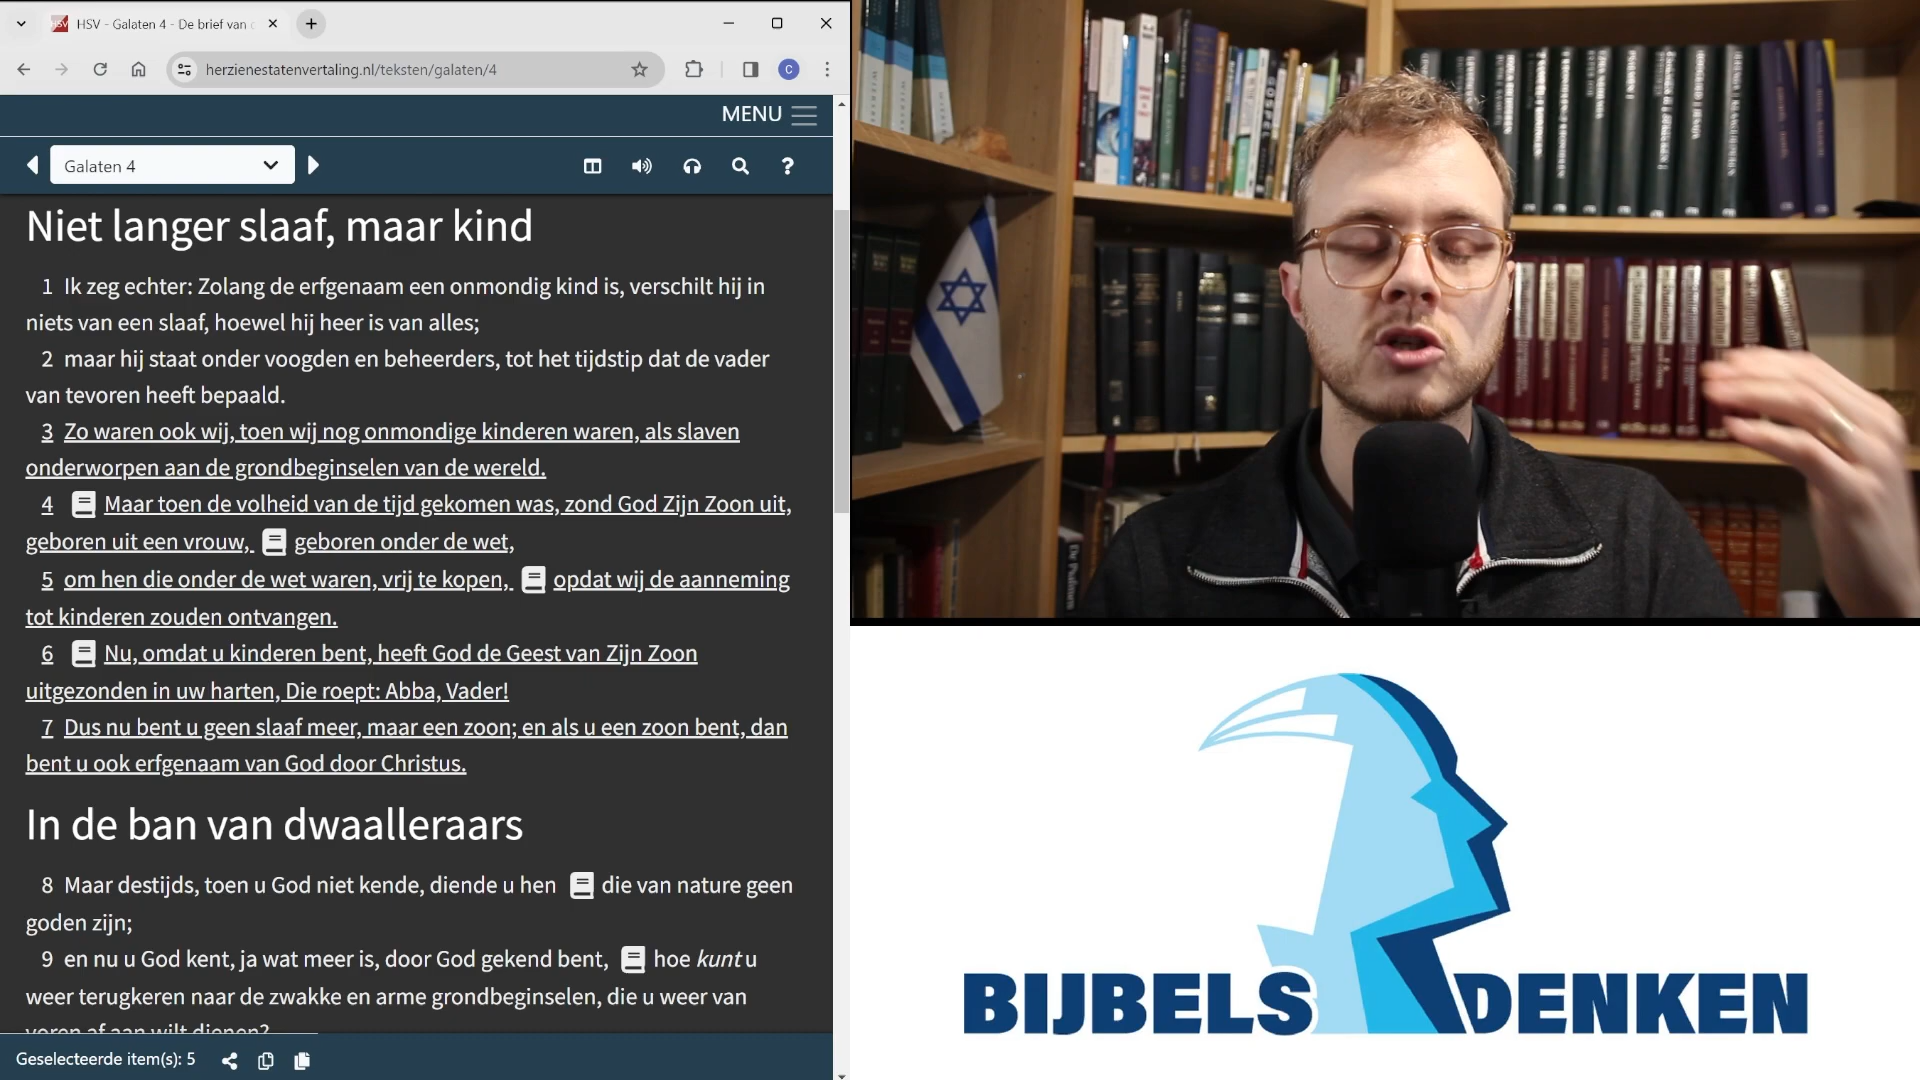 HSV - Galaten 4 - De brief van
herzienestatenvertaling.nl/teksten/galaten/4
C
MENU
Galaten 4
Niet langer slaaf, maar kind
1 Ik zeg echter: Zolang de erfgenaam een onmondig kind is, verschilt hij in
niets van een slaaf, hoewel hij heer is van alles;
2 maar hij staat onder voogden en beheerders, tot het tijdstip dat de vader
van tevoren heeft bepaald.
3 Zo waren ook wij, toen wij nog onmondige kinderen waren, als slaven
onderworpen aan de grondbeginselen van de wereld.
4 Maar toen de volheid van de tijd gekomen was, zond God Zijn Zoon uit,
geboren uit een vrouw, geboren onder de wet,
5 om hen die onder de wet waren, vrij te kopen, opdat wij de aanneming
tot kinderen zouden ontvangen.
6 Nu, omdat u kinderen bent, heeft God de Geest van Zijn Zoon
uitgezonden in uw harten, Die roept: Abba, Vader!
7 Dus nu bent u geen slaaf meer, maar een zoon; en als u een zoon bent, dan
bent u ook erfgenaam van God door Christus.
In de ban van dwaalleraars
8 Maar destijds, toen u God niet kende, diende u hen die van nature geen
goden zijn;
9 en nu u God kent, ja wat meer is, door God gekend bent, hoe kunt u
weer terugkeren naar de zwakke en arme grondbeginselen, die u weer van
voren af aan wilt dienen?
Geselecteerde item(s): 5
BIJBELS DENKEN